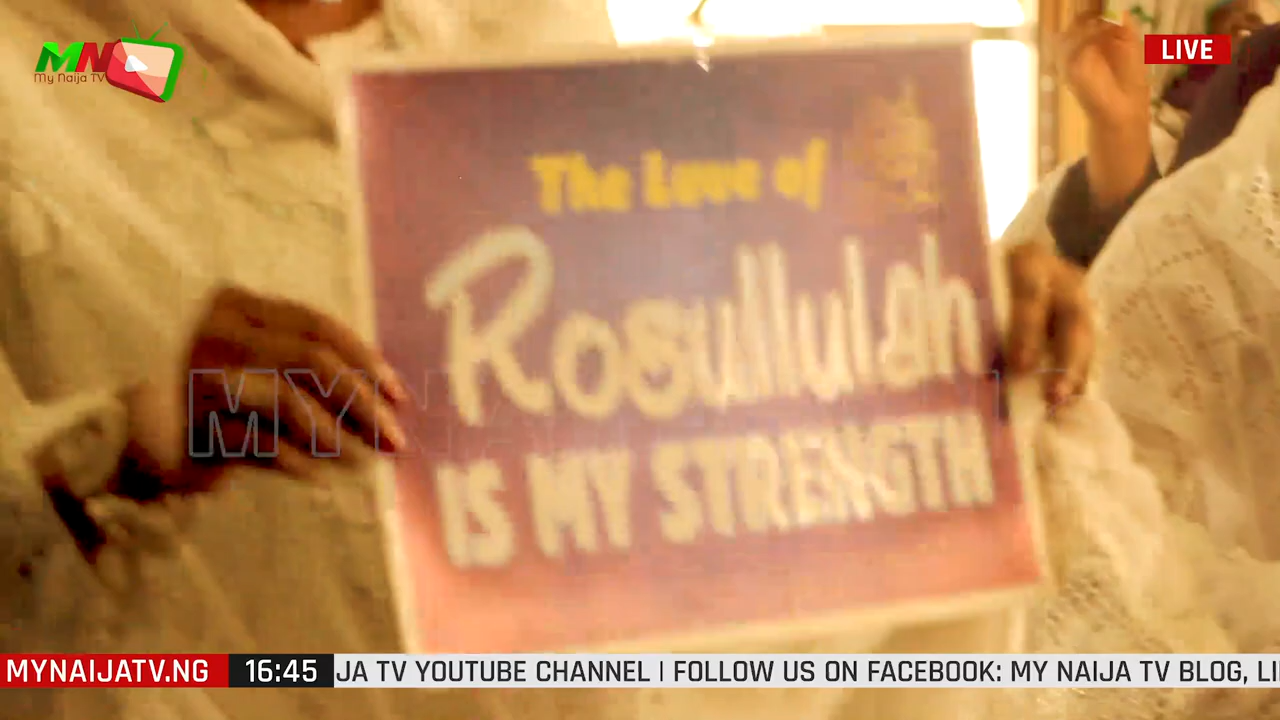 MN
My Naija TV
LIVE
The Love of
Rosullulah
IS MY STRENGTH
MYNAIJATV.NG
16:45
JA TV YOUTUBE CHANNEL | FOLLOW US ON FACEBOOK: MY NAIJA TV BLOG, LI